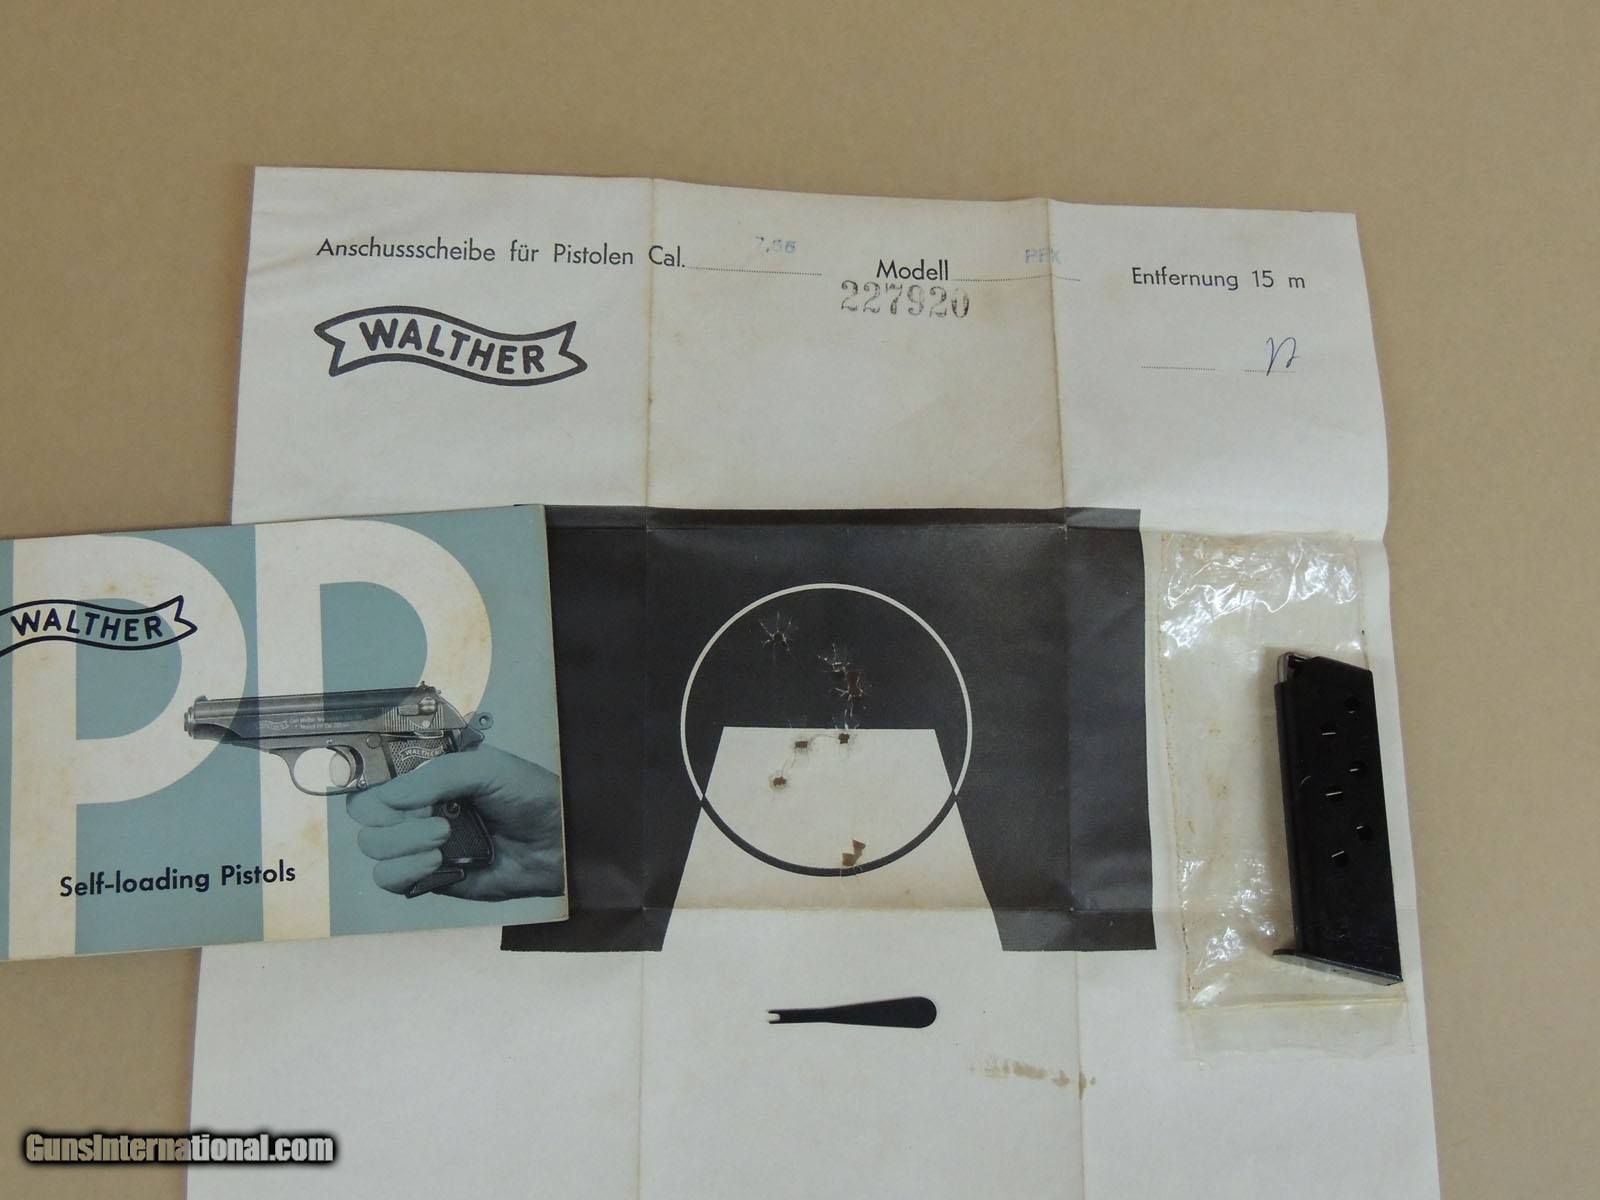 Anschussscheibe für Pistolen Cal. 7,65 Modell PPK Entfernung 15 m
227920
WALTHER
PP
WALTHER
WALTHER
Self-loading Pistols
GunsInternational.com